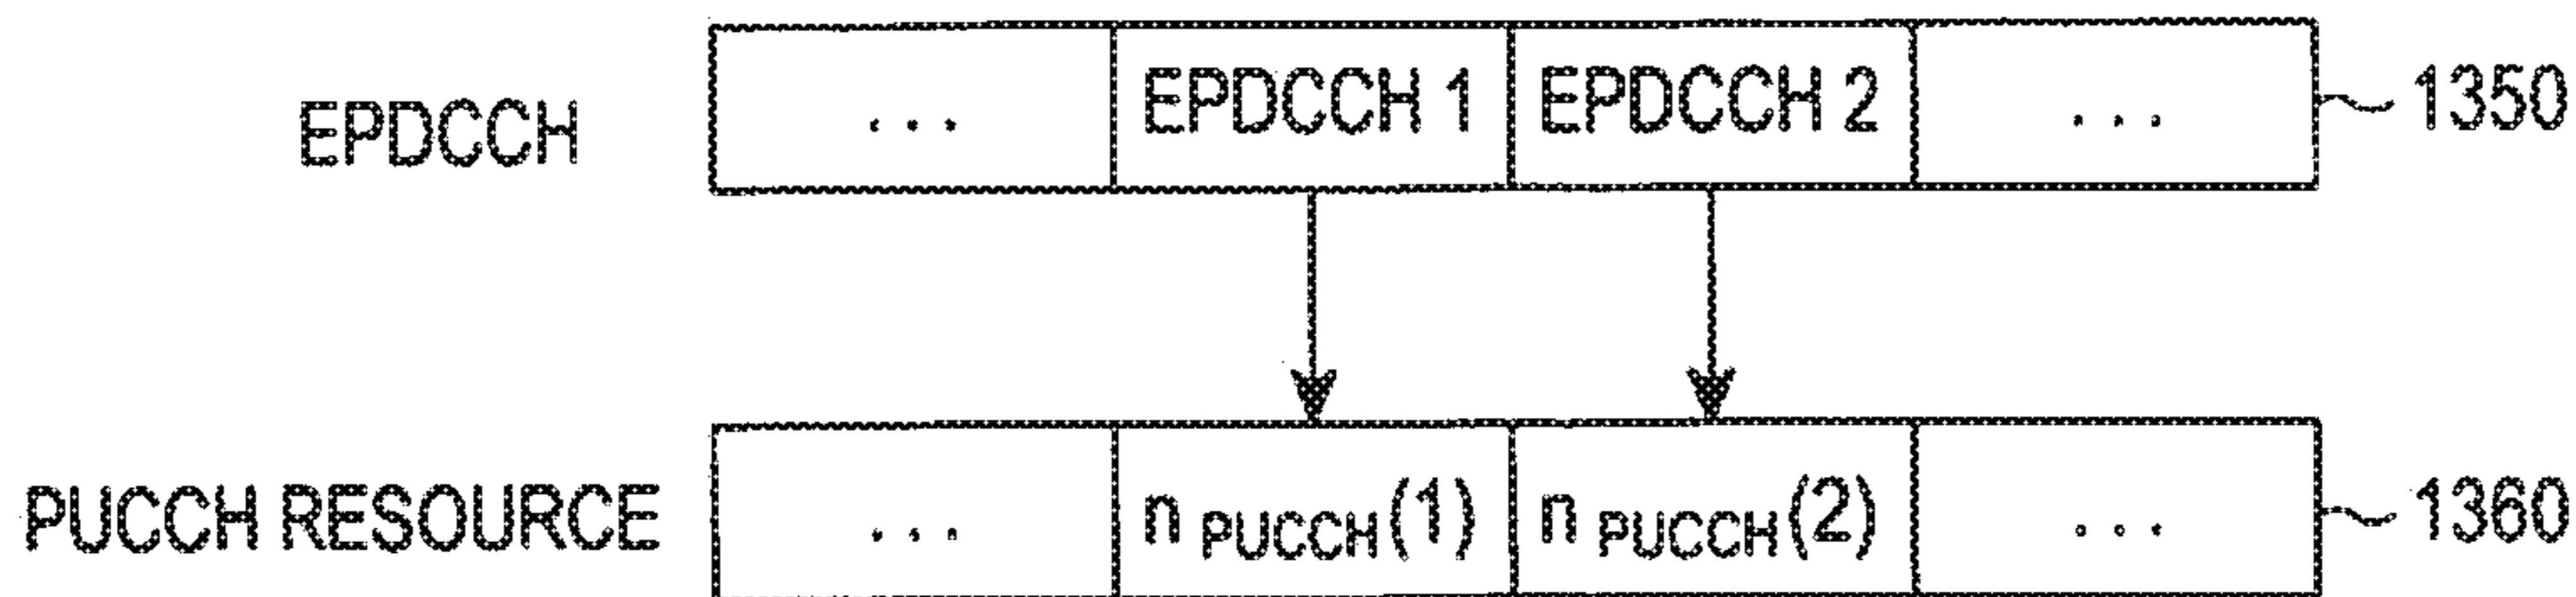 EPDCCH ... EPDCCH 1 EPDCCH 2 ... 1350
PUCCH RESOURCE ... n PUCCH(1) n PUCCH(2) ... 1360